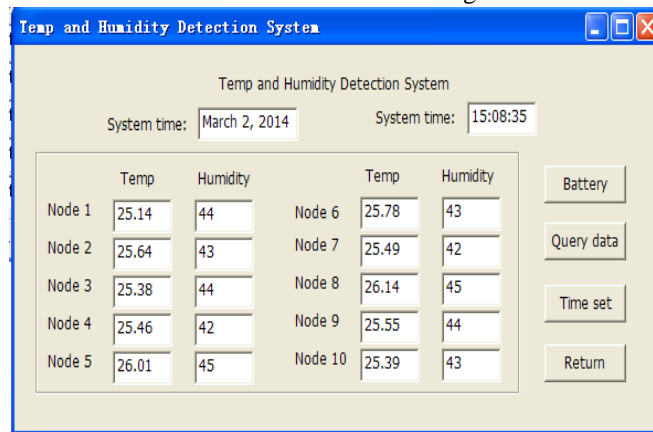 Temp and Humidity Detection System
Temp and Humidity Detection System
System time: March 2, 2014 System time: 15:08:35
Temp Humidity Temp Humidity
Battery
Node 1 25.14 44 Node 6 25.78 43
Node 2 25.64 43 Node 7 25.49 42
Query data
Node 3 25.38 44 Node 8 26.14 45
Time set
Node 4 25.46 42 Node 9 25.55 44
Node 5 26.01 45 Node 10 25.39 43
Return